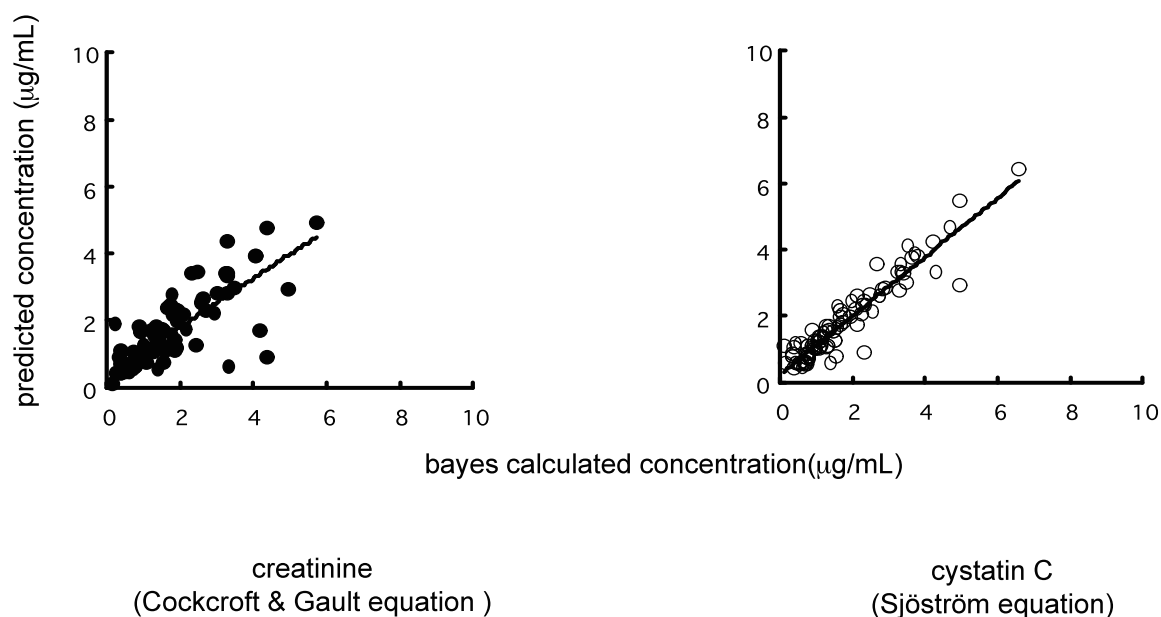 predicted concentration (μg/mL)
10
8
6
4
2
0
0 2 4 6 8 10
10
8
6
4
2
0
0 2 4 6 8 10
bayes calculated concentration(μg/mL)
creatinine
(Cockcroft & Gault equation )
cystatin C
(Sjöström equation)